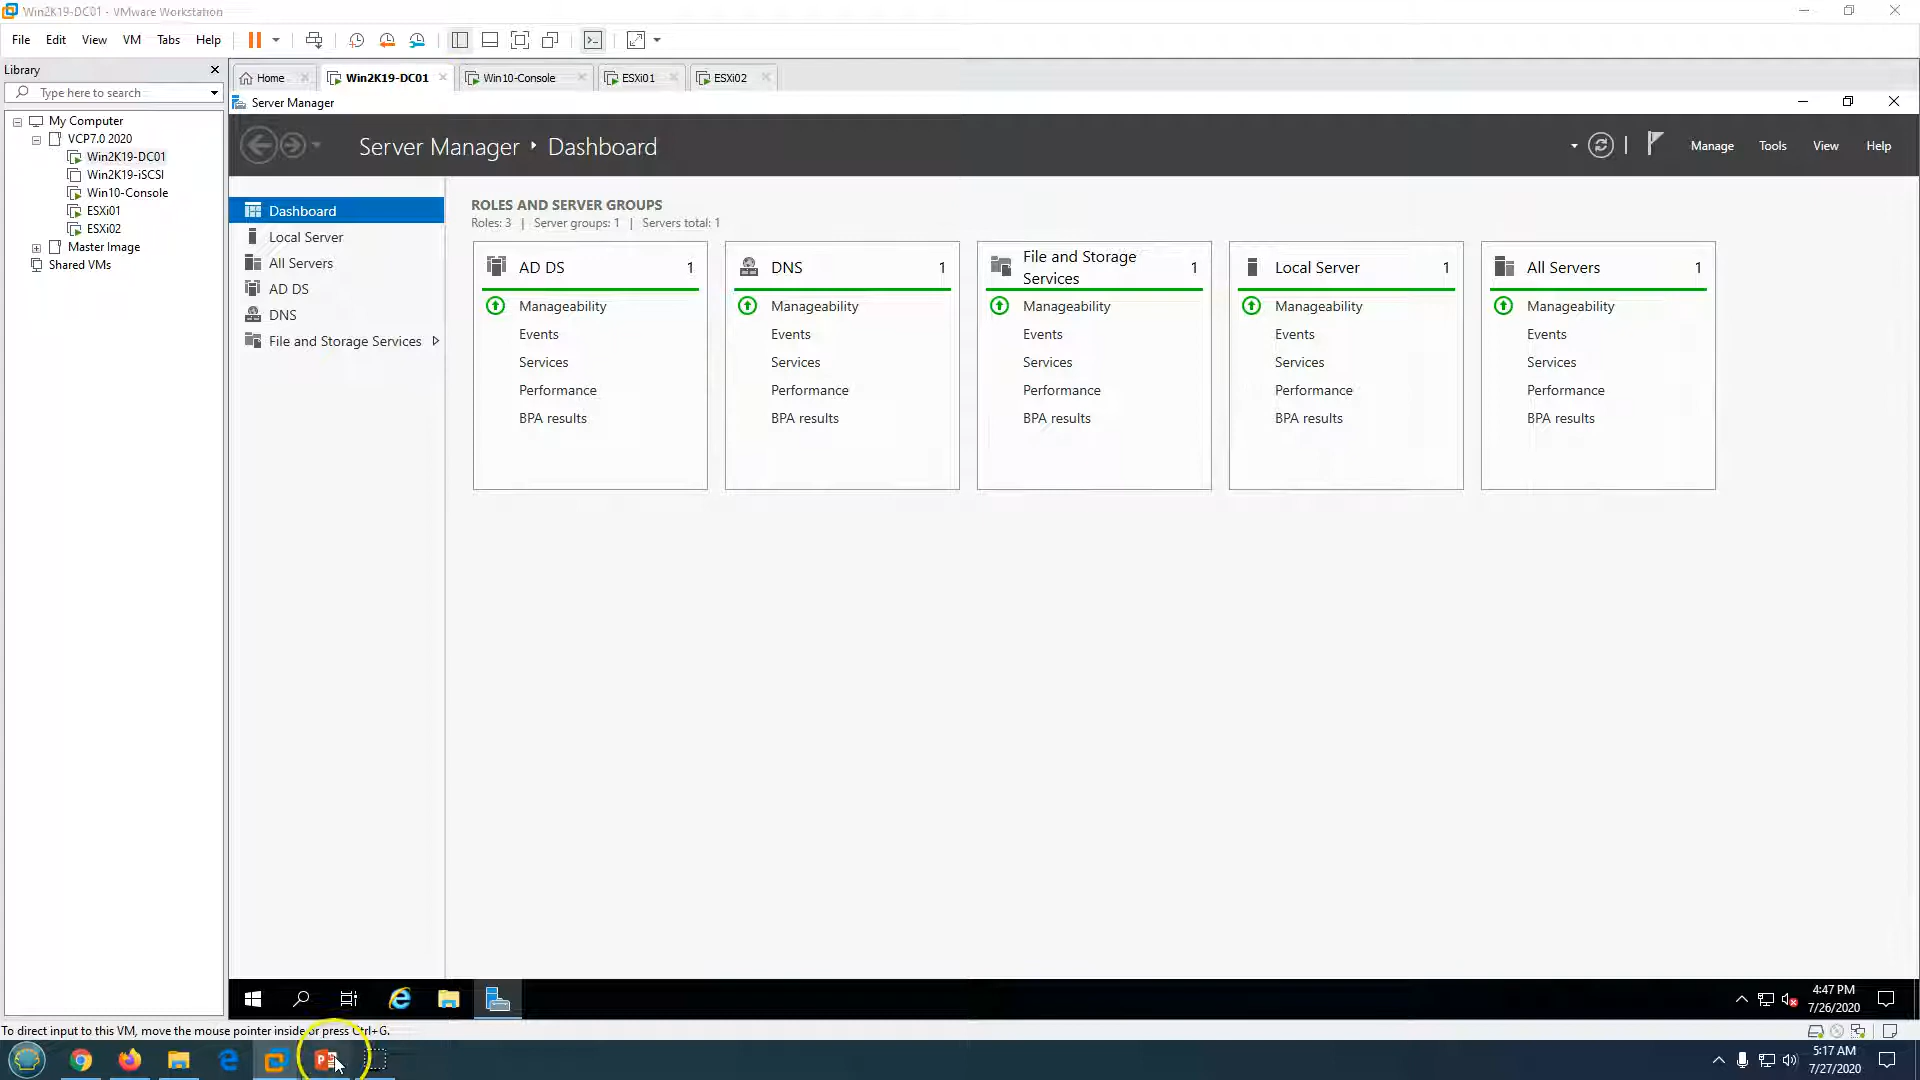 Win2K19-DC01 - VMware Workstation
File Edit View VM Tabs Help
Library
Type here to search
My Computer
VCP7.0 2020
Win2K19-DC01
Win2K19-iSCSI
Win10-Console
ESXi01
ESXi02
Master Image
Shared VMs
Home Win2K19-DC01 Win10-Console ESXi01 ESXi02
Server Manager
Server Manager Dashboard
Manage Tools View Help
Dashboard
Local Server
All Servers
AD DS
DNS
File and Storage Services
ROLES AND SERVER GROUPS
Roles: 3 | Server groups: 1 | Servers total: 1
AD DS 1
Manageability
Events
Services
Performance
BPA results
DNS 1
Manageability
Events
Services
Performance
BPA results
File and Storage
Services 1
Manageability
Events
Services
Performance
BPA results
Local Server 1
Manageability
Events
Services
Performance
BPA results
All Servers 1
Manageability
Events
Services
Performance
BPA results
4:47 PM
7/26/2020
To direct input to this VM, move the mouse pointer inside or press Ctrl+G.
5:17 AM
7/27/2020